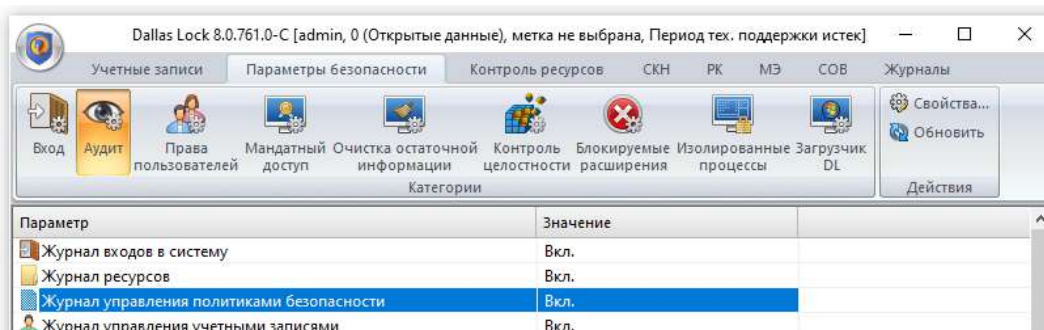 Dallas Lock 8.0.761.0-C [admin, 0 (Открытые данные), метка не выбрана, Период тех. поддержки истек]
Учетные записи Параметры безопасности Контроль ресурсов СКН РК МЭ СОВ Журналы
Вход Аудит Права пользователей Мандатный доступ Очистка остаточной информации Контроль целостности Блокируемые расширения Изолированные процессы Загрузчик DL
Свойства...
Обновить
Категории Действия
Параметр Значение
Журнал входов в систему Вкл.
Журнал ресурсов Вкл.
Журнал управления политиками безопасности Вкл.
Журнал управления учетными записями Вкл.